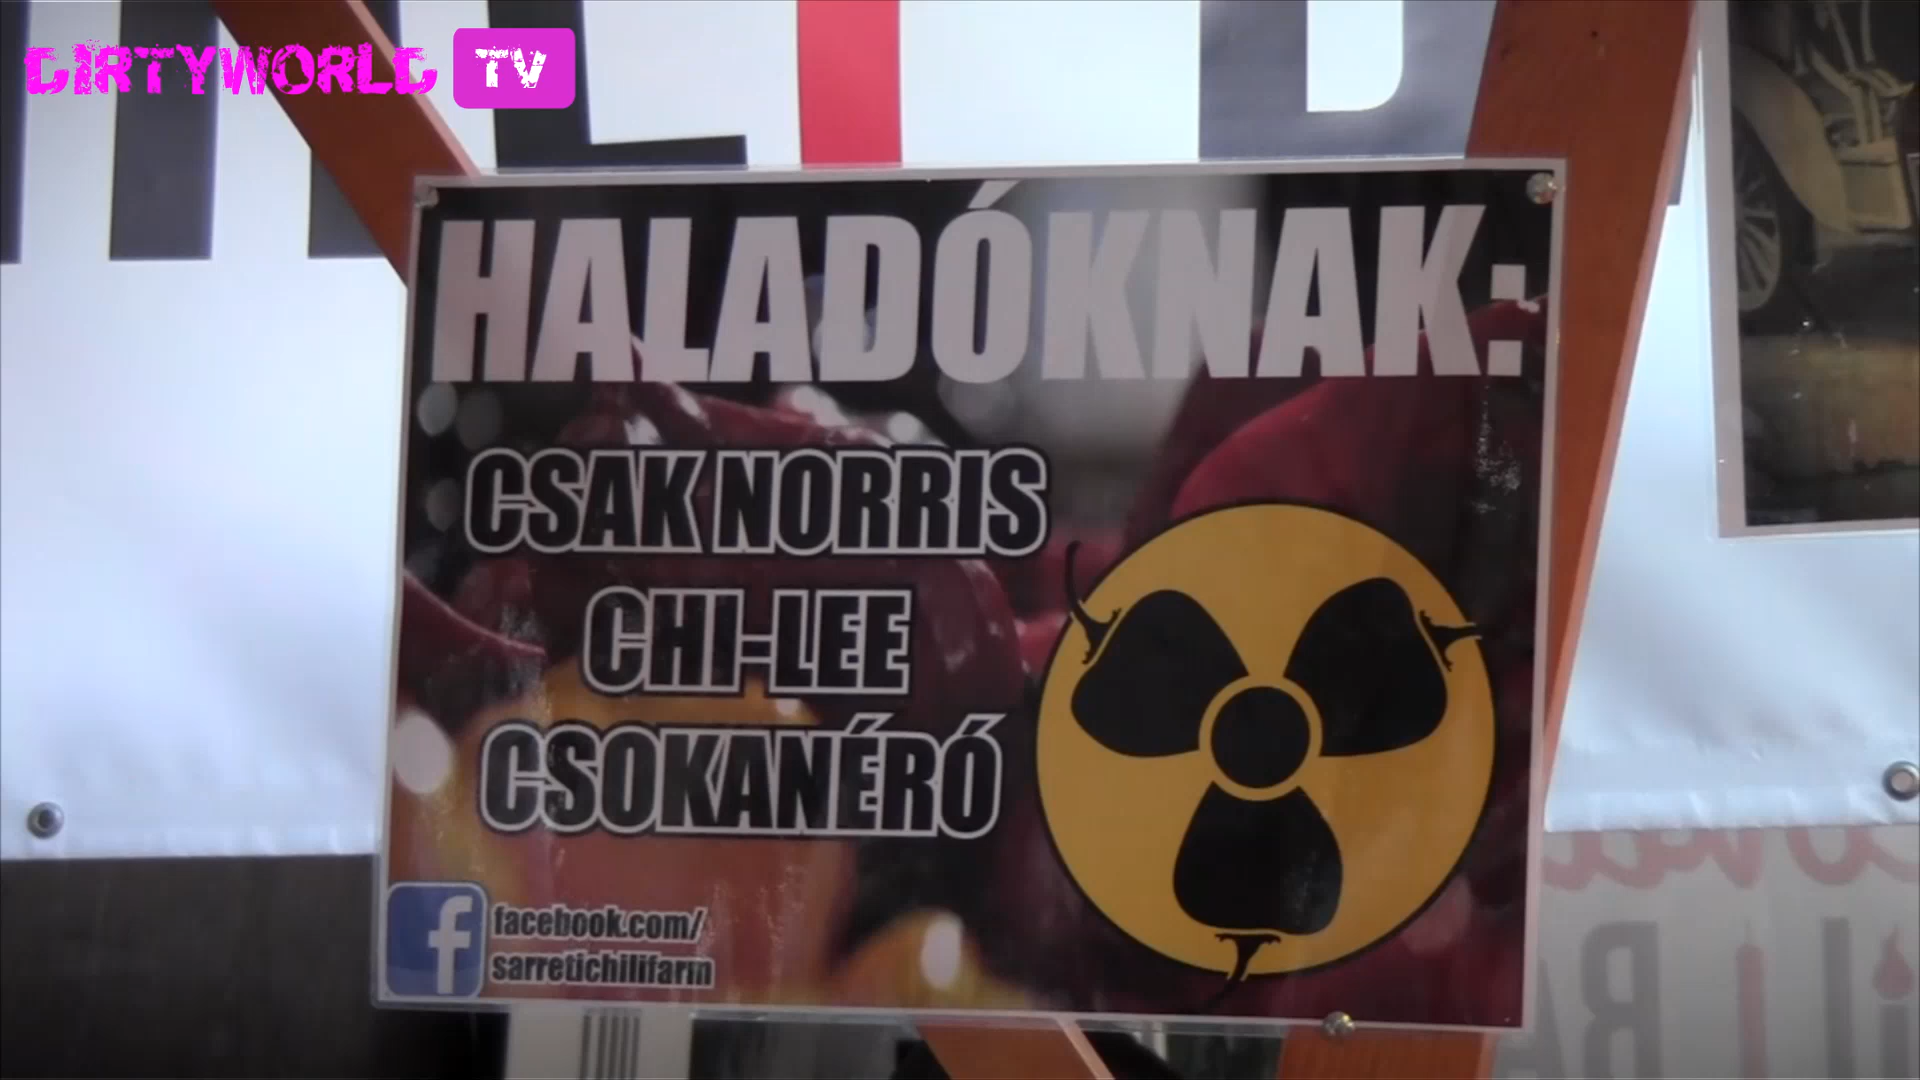 DIRTYWORLD TV
HALADÓKNAK:
CSAK NORRIS
CHI-LEE
CSOKANÉRÓ
facebook.com/
sarretichilifarm